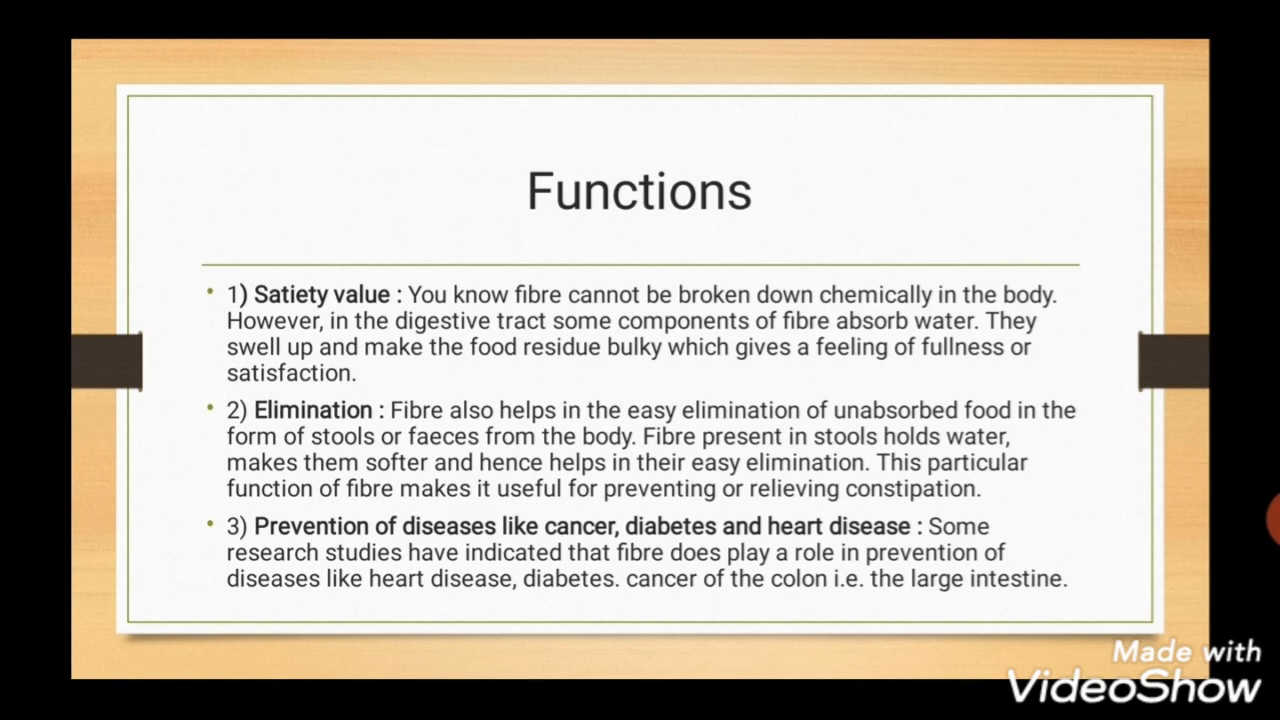 Functions
• 1) Satiety value : You know fibre cannot be broken down chemically in the body.
However, in the digestive tract some components of fibre absorb water. They
swell up and make the food residue bulky which gives a feeling of fullness or
satisfaction.
• 2) Elimination : Fibre also helps in the easy elimination of unabsorbed food in the
form of stools or faeces from the body. Fibre present in stools holds water,
makes them softer and hence helps in their easy elimination. This particular
function of fibre makes it useful for preventing or relieving constipation.
• 3) Prevention of diseases like cancer, diabetes and heart disease : Some
research studies have indicated that fibre does play a role in prevention of
diseases like heart disease, diabetes. cancer of the colon i.e. the large intestine.
Made with
VideoShow